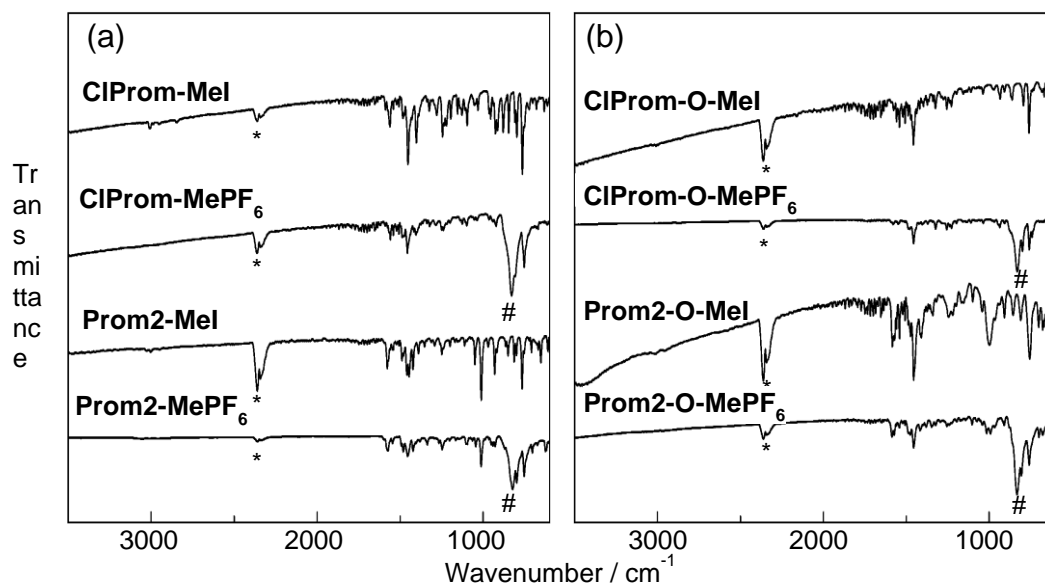 (a)
ClProm-MeI
*
ClProm-MePF6
*
#
Prom2-MeI
*
Prom2-MePF6
*
#
(b)
ClProm-O-MeI
*
ClProm-O-MePF6
*
#
Prom2-O-MeI
*
Prom2-O-MePF6
*
#
Tr
an
s
mi
tta
nc
e
3000 2000 1000 3000 2000 1000
Wavenumber / cm-1